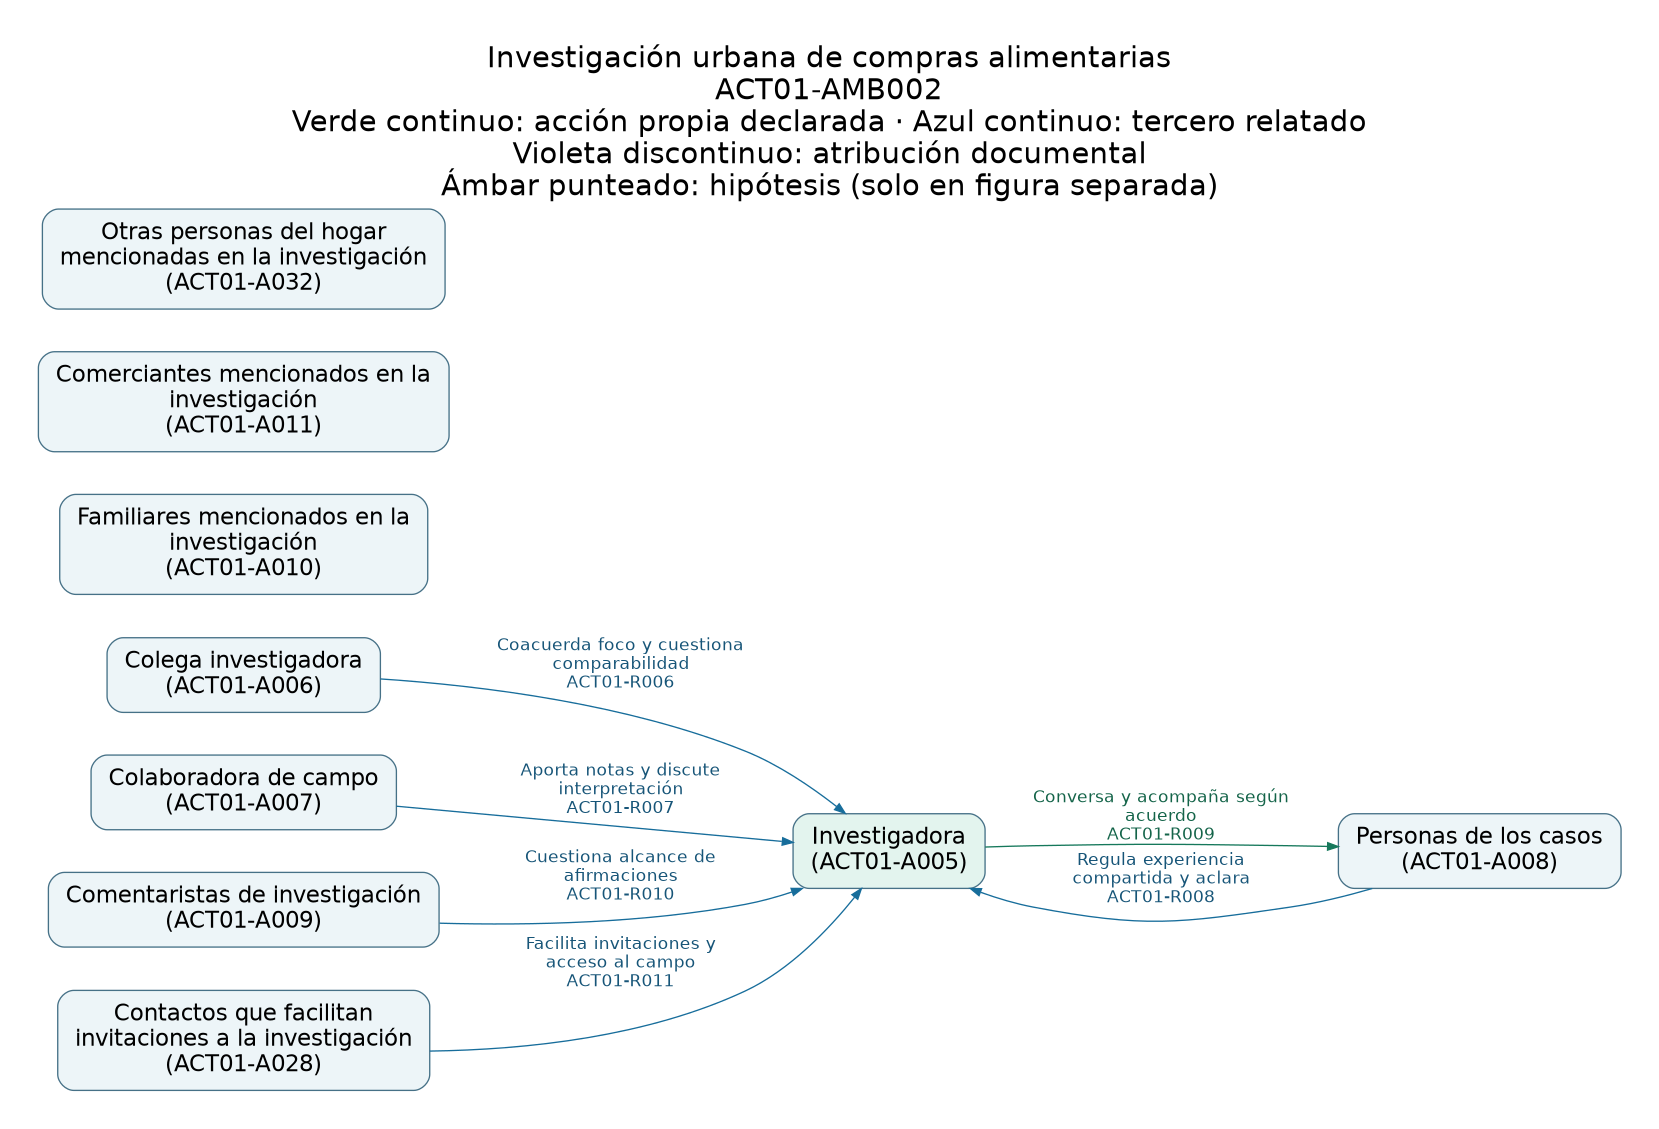 Investigación urbana de compras alimentarias
ACT01-AMB002
Verde continuo: acción propia declarada · Azul continuo: tercero relatado
Violeta discontinuo: atribución documental
Ámbar punteado: hipótesis (solo en figura separada)
Otras personas del hogar
mencionadas en la investigación
(ACT01-A032)
Comerciantes mencionados en la
investigación
(ACT01-A011)
Familiares mencionados en la
investigación
(ACT01-A010)
Colega investigadora
(ACT01-A006)
Coacuerda foco y cuestiona
comparabilidad
ACT01-R006
Colaboradora de campo
(ACT01-A007)
Aporta notas y discute
interpretación
ACT01-R007
Comentaristas de investigación
(ACT01-A009)
Cuestiona alcance de
afirmaciones
ACT01-R010
Contactos que facilitan
invitaciones a la investigación
(ACT01-A028)
Facilita invitaciones y
acceso al campo
ACT01-R011
Investigadora
(ACT01-A005)
Conversa y acompaña según
acuerdo
ACT01-R009
Regula experiencia
compartida y aclara
ACT01-R008
Personas de los casos
(ACT01-A008)